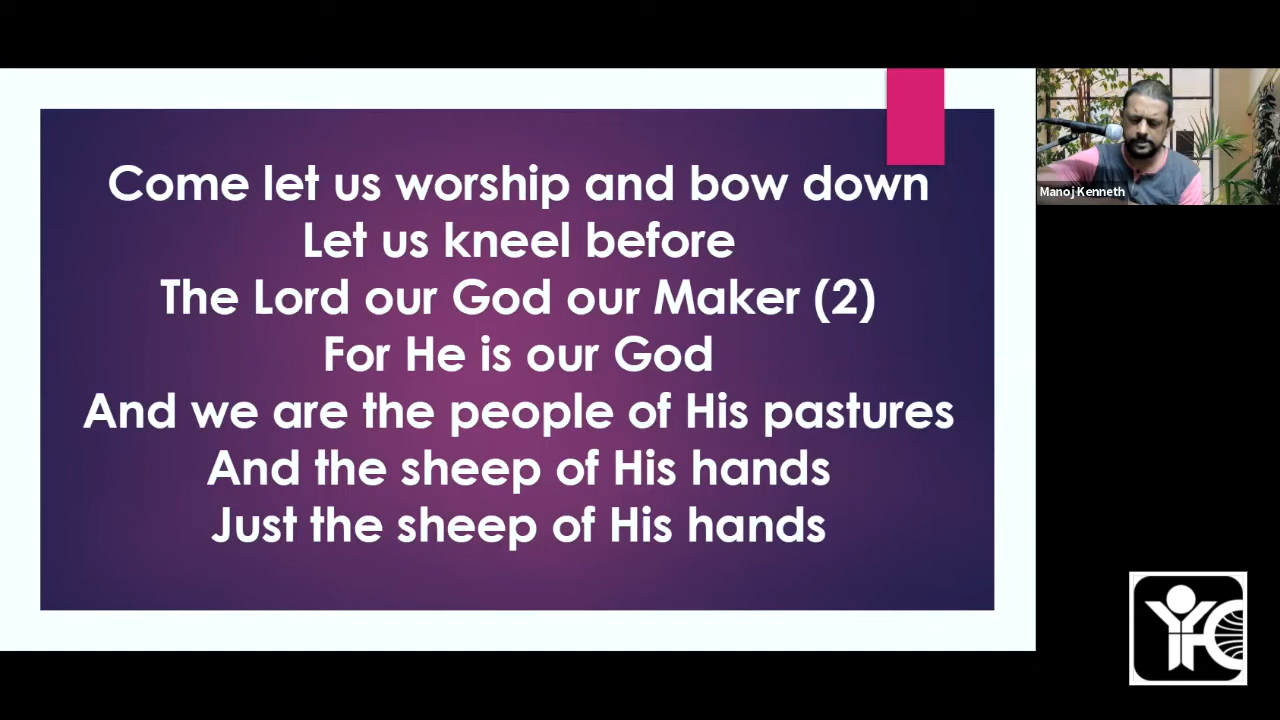 Come let us worship and bow down
Let us kneel before
The Lord our God our Maker (2)
For He is our God
And we are the people of His pastures
And the sheep of His hands
Just the sheep of His hands
Manoj Kenneth
YFC